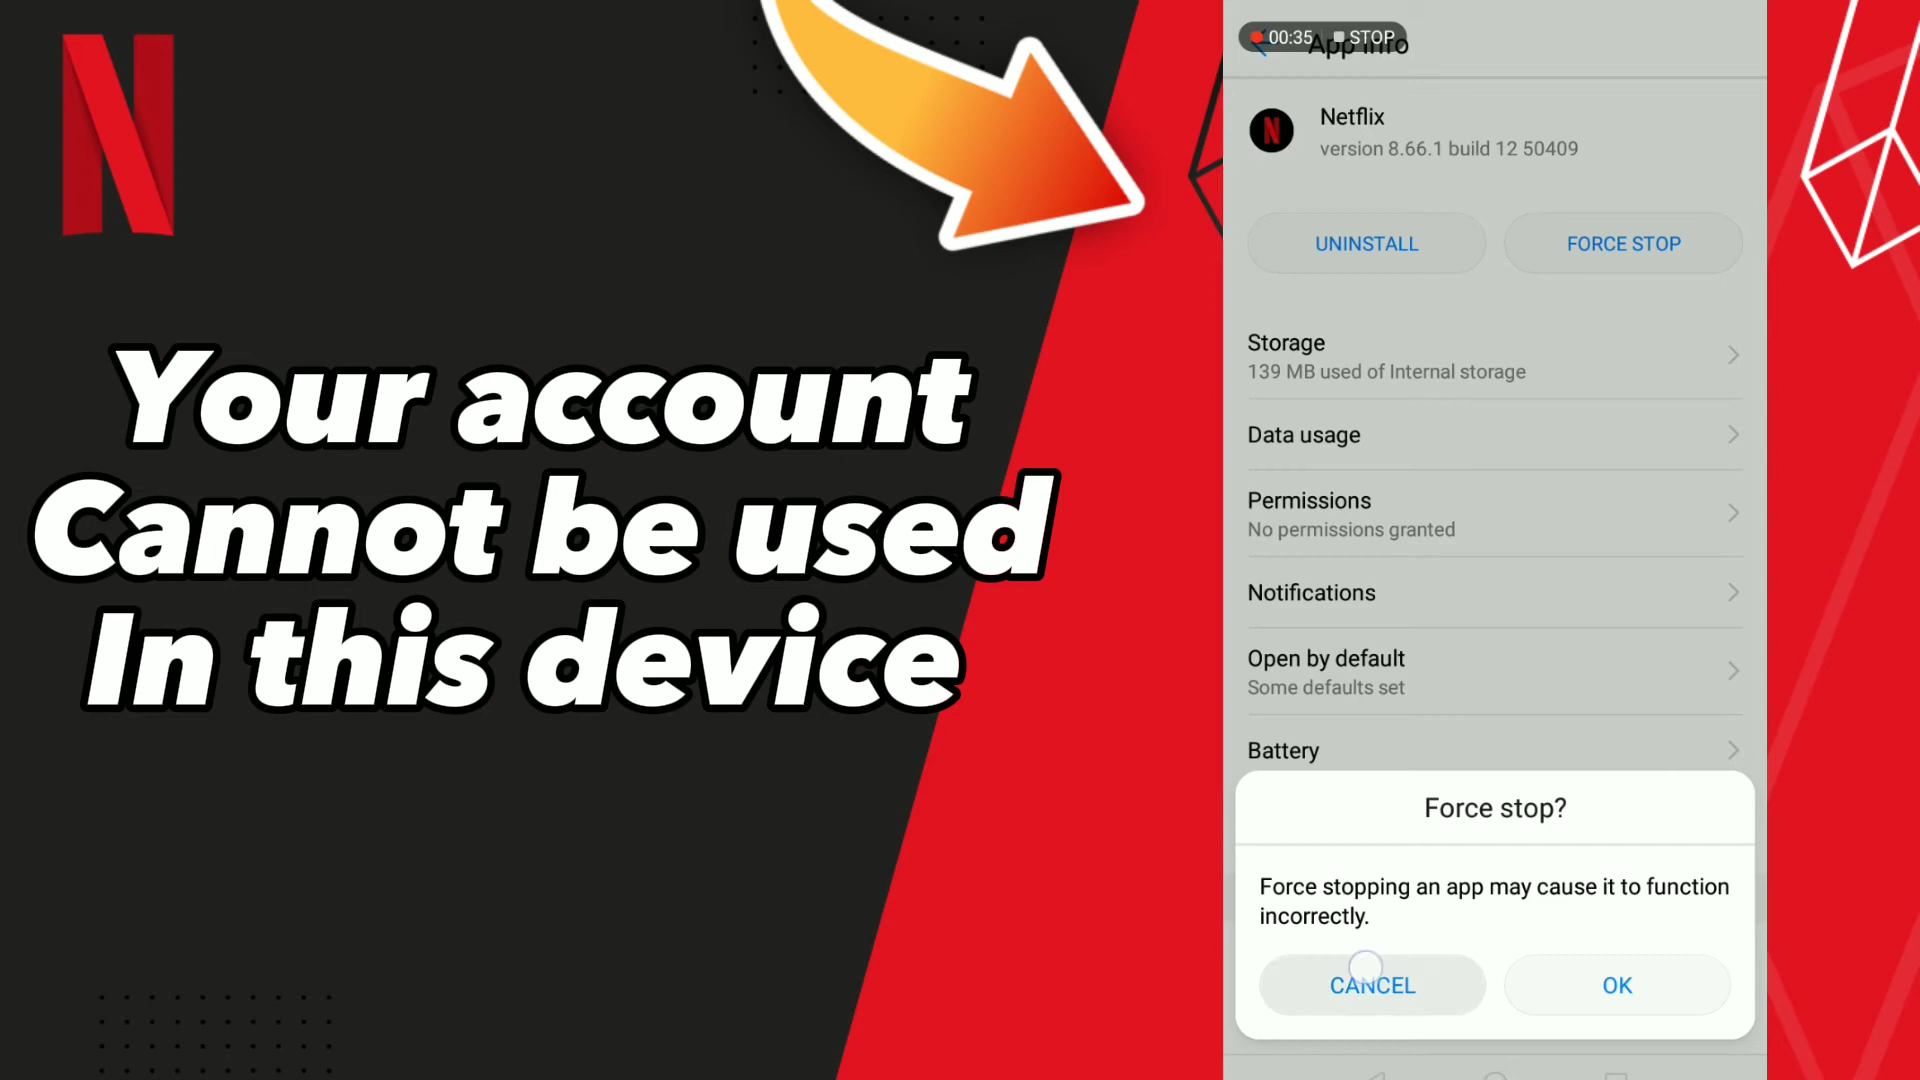 Your account
Cannot be used
In this device
00:35 STOP
App info
Netflix
version 8.66.1 build 12 50409
UNINSTALL
FORCE STOP
Storage
139 MB used of Internal storage
Data usage
Permissions
No permissions granted
Notifications
Open by default
Some defaults set
Battery
Force stop?
Force stopping an app may cause it to function
incorrectly.
CANCEL
OK